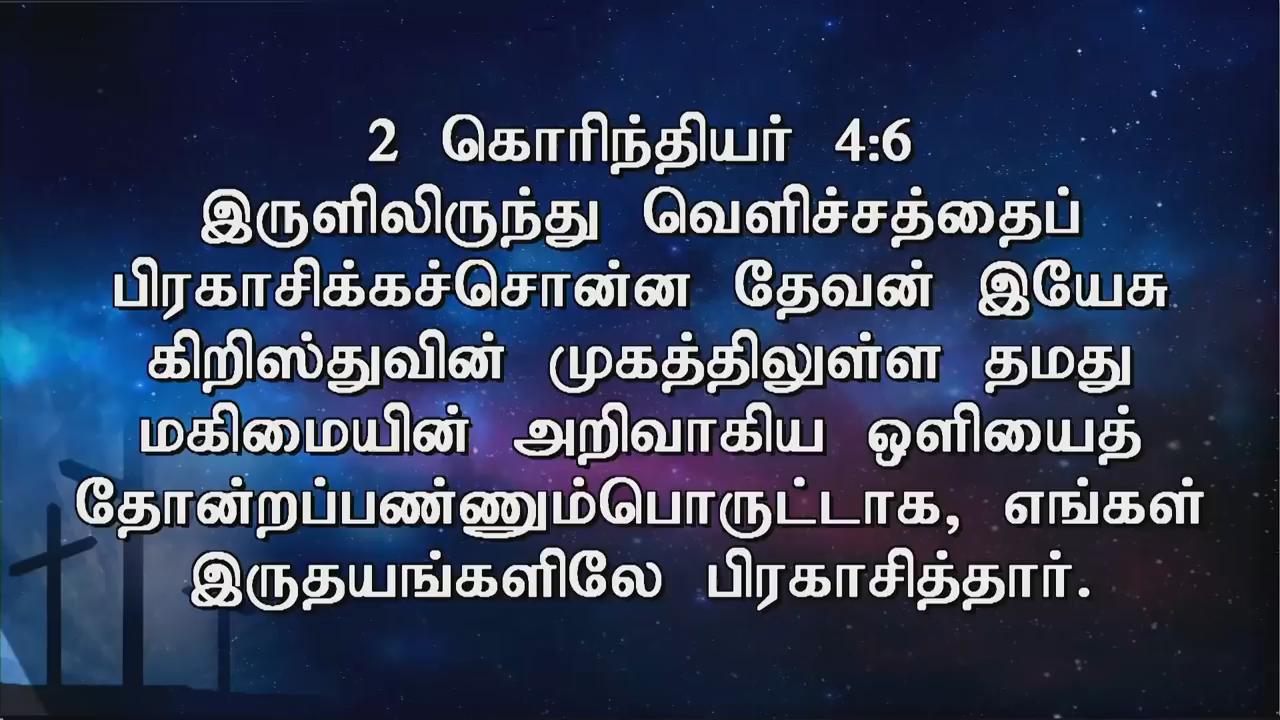 2 கொரிந்தியர் 4:6
இருளிலிருந்து வெளிச்சத்தைப்
பிரகாசிக்கச்சொன்ன தேவன் இயேசு
கிறிஸ்துவின் முகத்திலுள்ள தமது
மகிமையின் அறிவாகிய ஒளியைத்
தோன்றப்பண்ணும்பொருட்டாக, எங்கள்
இருதயங்களிலே பிரகாசித்தார்.